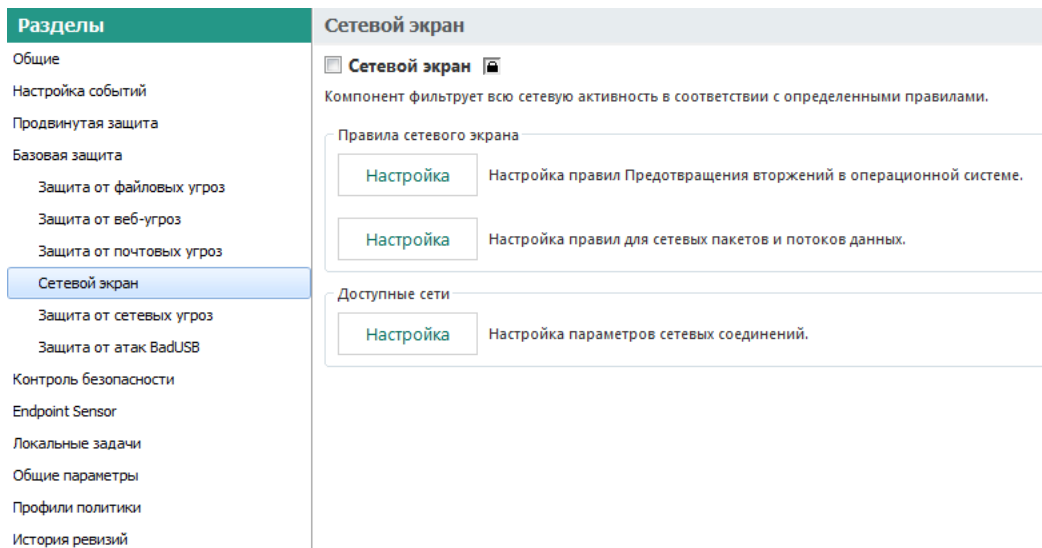 Разделы
Общие
Настройка событий
Продвинутая защита
Базовая защита
Защита от файловых угроз
Защита от веб-угроз
Защита от почтовых угроз
Сетевой экран
Защита от сетевых угроз
Защита от атак BadUSB
Контроль безопасности
Endpoint Sensor
Локальные задачи
Общие параметры
Профили политики
История ревизий
Сетевой экран
Сетевой экран
Компонент фильтрует всю сетевую активность в соответствии с определенными правилами.
Правила сетевого экрана
Настройка Настройка правил Предотвращения вторжений в операционной системе.
Настройка Настройка правил для сетевых пакетов и потоков данных.
Доступные сети
Настройка Настройка параметров сетевых соединений.